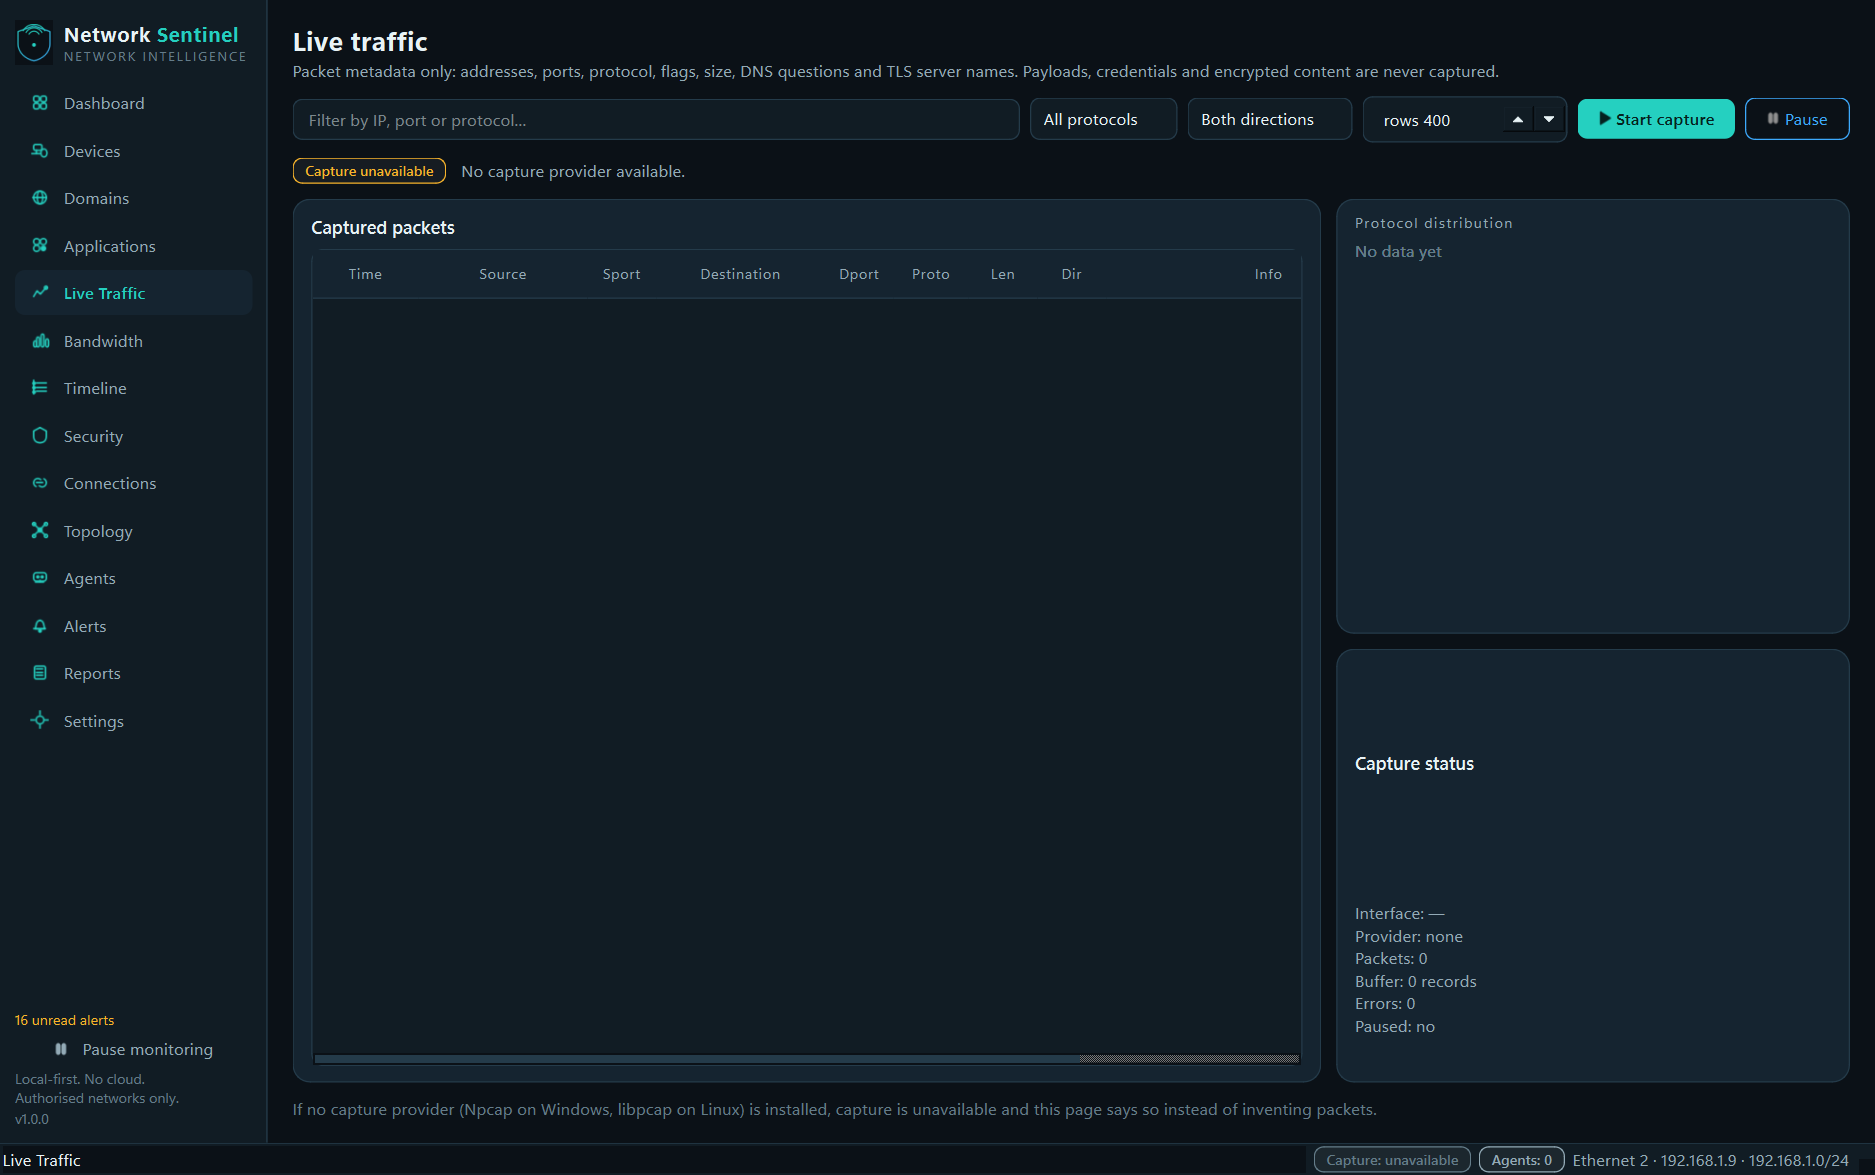 Network Sentinel
NETWORK INTELLIGENCE
Dashboard
Devices
Domains
Applications
Live Traffic
Bandwidth
Timeline
Security
Connections
Topology
Agents
Alerts
Reports
Settings
16 unread alerts
Pause monitoring
Local-first. No cloud.
Authorised networks only.
v1.0.0
Live traffic
Packet metadata only: addresses, ports, protocol, flags, size, DNS questions and TLS server names. Payloads, credentials and encrypted content are never captured.
Filter by IP, port or protocol... All protocols Both directions rows 400 Start capture Pause
Capture unavailable No capture provider available.
Captured packets
Time Source Sport Destination Dport Proto Len Dir Info
Protocol distribution
No data yet
Capture status
Interface: —
Provider: none
Packets: 0
Buffer: 0 records
Errors: 0
Paused: no
If no capture provider (Npcap on Windows, libpcap on Linux) is installed, capture is unavailable and this page says so instead of inventing packets.
Live Traffic Capture: unavailable Agents: 0 Ethernet 2 · 192.168.1.9 · 192.168.1.0/24